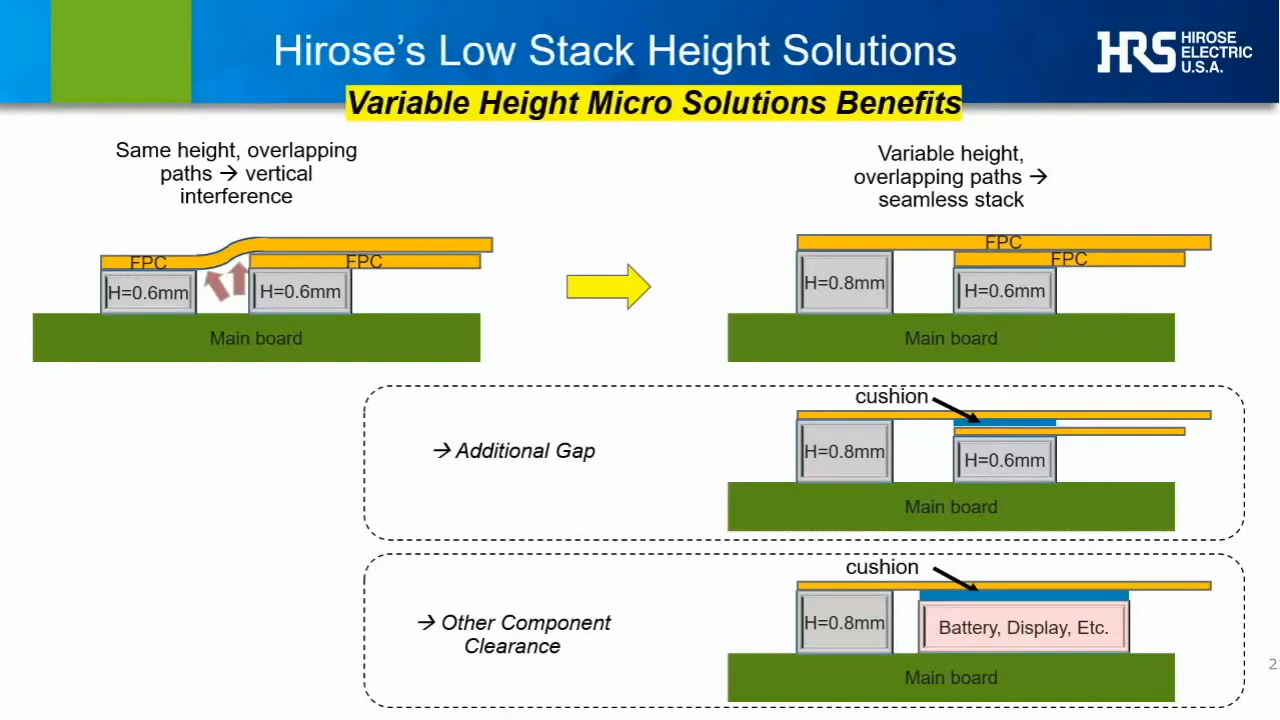 Hirose's Low Stack Height Solutions
HRS HIROSE
ELECTRIC
U.S.A.
Variable Height Micro Solutions Benefits
Same height, overlapping
paths → vertical
interference
Variable height,
overlapping paths →
seamless stack
FPC
FPC
H=0.6mm
H=0.6mm
Main board
FPC
FPC
H=0.8mm
H=0.6mm
Main board
cushion
→ Additional Gap
H=0.8mm
H=0.6mm
Main board
cushion
→ Other Component
Clearance
H=0.8mm
Battery, Display, Etc.
Main board